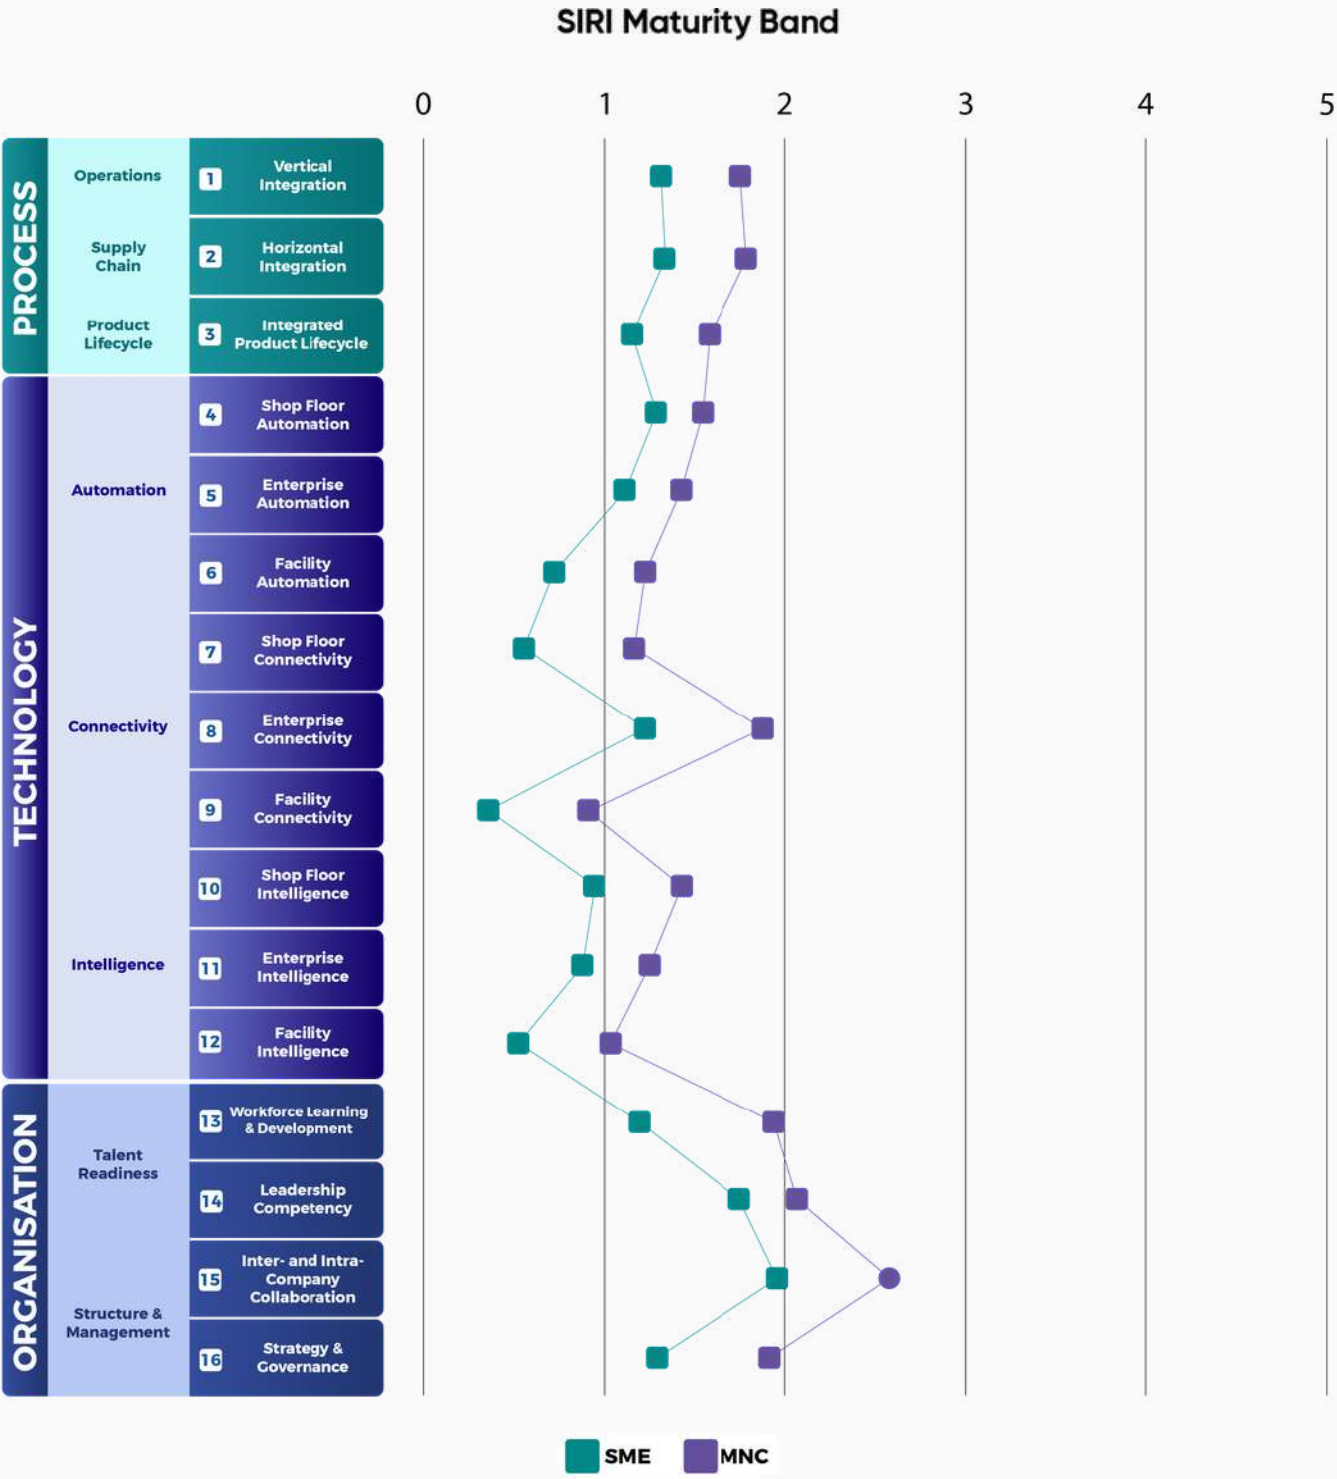 SIRI Maturity Band
0 1 2 3 4 5
PROCESS
Operations
1
Vertical
Integration
Supply
Chain
2
Horizontal
Integration
Product
Lifecycle
3
Integrated
Product Lifecycle
TECHNOLOGY
Automation
4
Shop Floor
Automation
5
Enterprise
Automation
6
Facility
Automation
Connectivity
7
Shop Floor
Connectivity
8
Enterprise
Connectivity
9
Facility
Connectivity
Intelligence
10
Shop Floor
Intelligence
11
Enterprise
Intelligence
12
Facility
Intelligence
ORGANISATION
Talent
Readiness
13
Workforce Learning
& Development
14
Leadership
Competency
Structure &
Management
15
Inter- and Intra-
Company
Collaboration
16
Strategy &
Governance
SME MNC